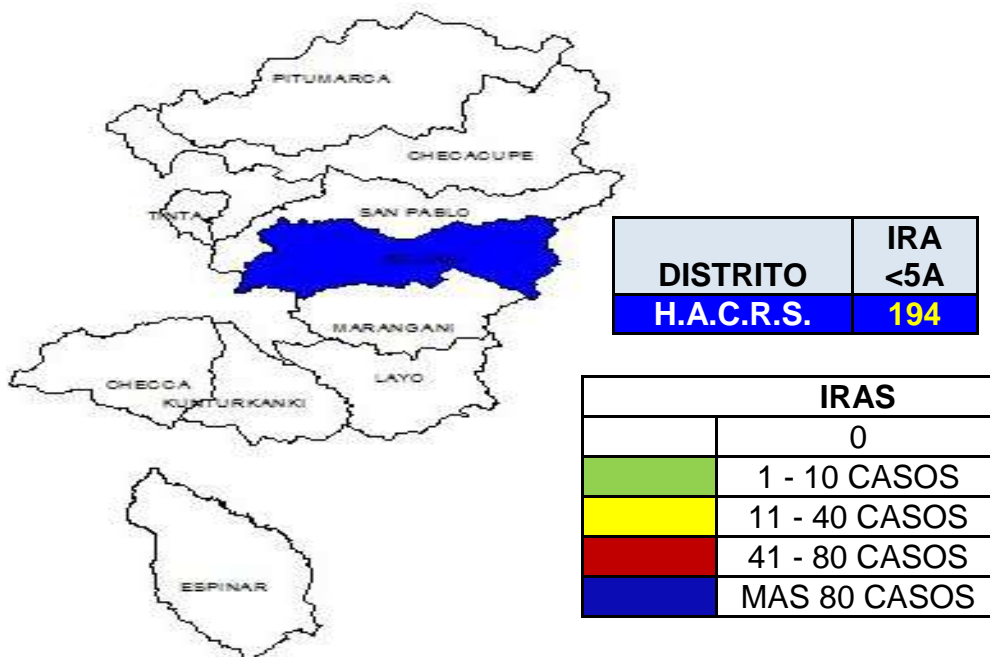 PITUMARCA
CHECACUPE
TINTA
SAN PABLO
MARANGANI
CHECCA
KUNTURKANKI
LAYO
ESPINAR
DISTRITO
IRA
<5A
H.A.C.R.S.
194
IRAS
0
1 - 10 CASOS
11 - 40 CASOS
41 - 80 CASOS
MAS 80 CASOS